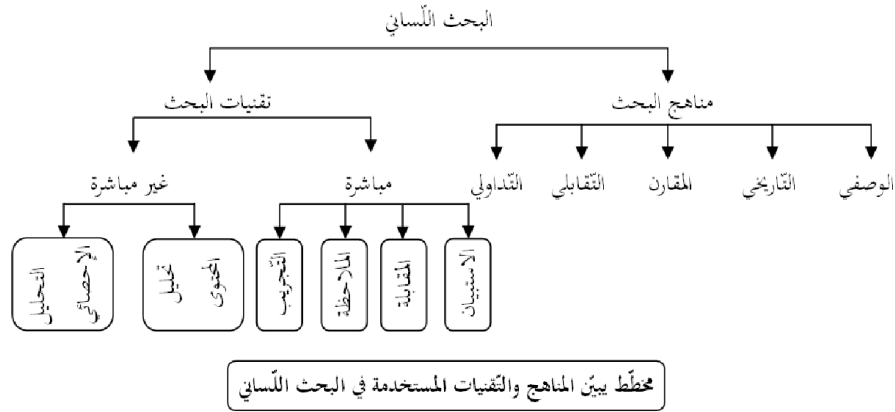 البحث اللّساني
مناهج البحث
تقنيات البحث
الوصفي
التّاريخي
المقارن
التّقابلي
التّداولي
مباشرة
غير مباشرة
الاستبيان
المقابلة
الملاحظة
التّجريب
تحليل
المحتوى
التحليل
الإحصائي
مخطّط يبيّن المناهج والتّقنيات المستخدمة في البحث اللّساني